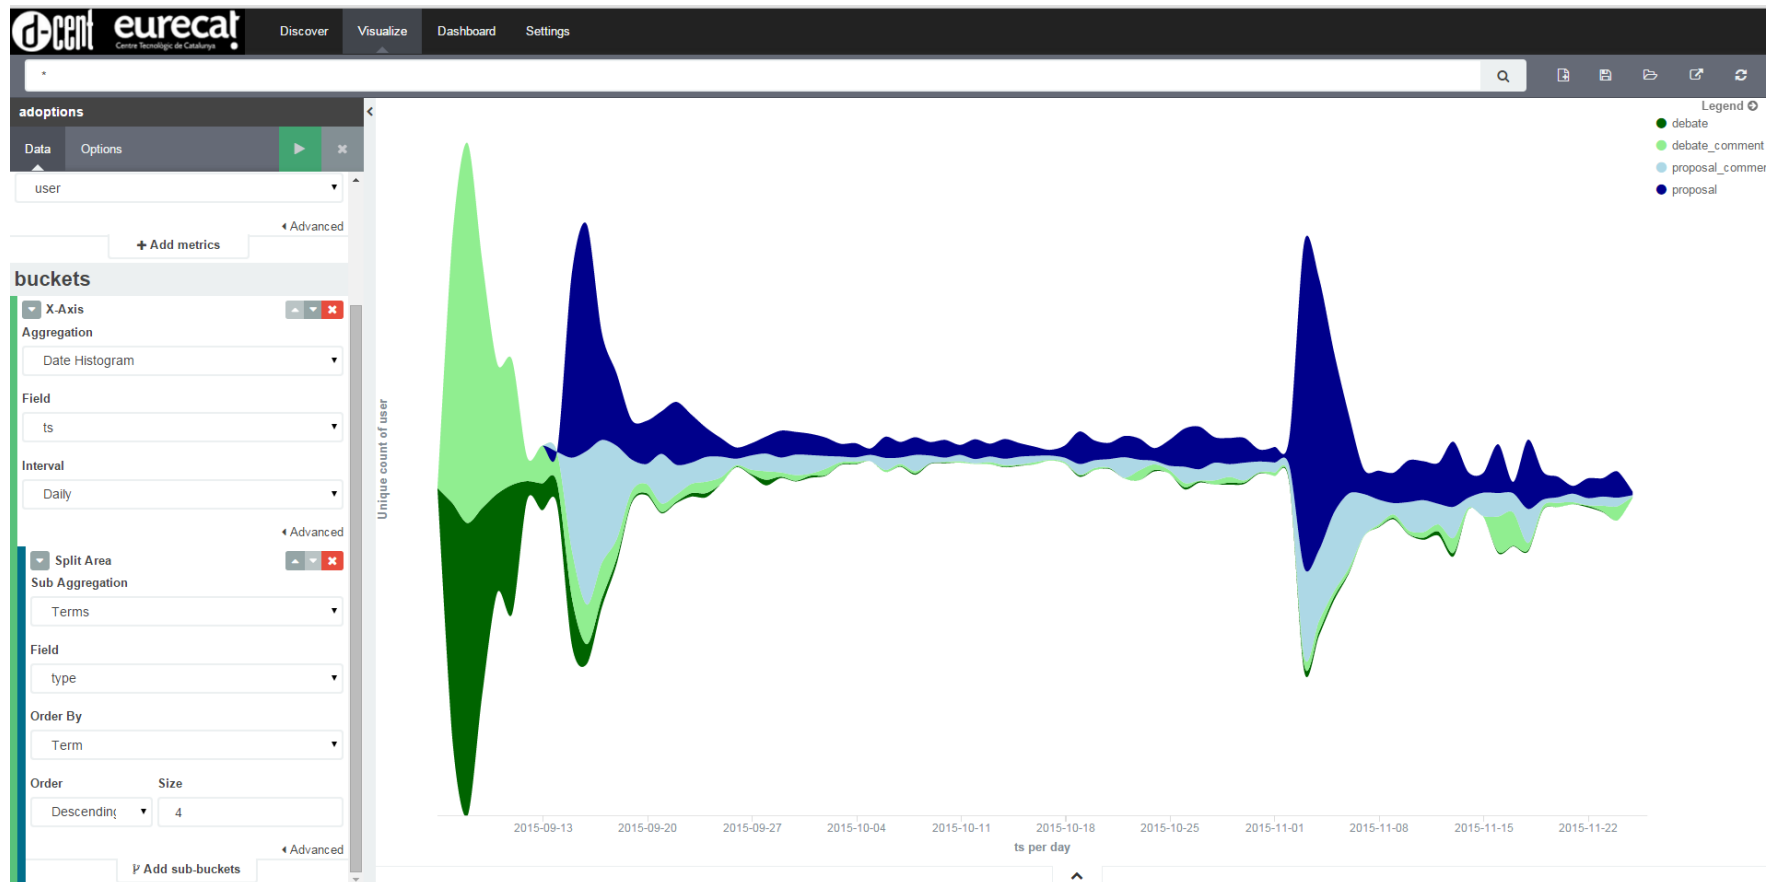 d-cent eurecat Discover Visualize Dashboard Settings
Centre Tecnològic de Catalunya
*
adoptions
Legend
debate
debate_comment
proposal_commen
proposal
Data Options
user
Advanced
Add metrics
buckets
X-Axis
Aggregation
Date Histogram
Field
ts
Interval
Daily
Advanced
Split Area
Sub Aggregation
Terms
Field
type
Order By
Term
Order Size
Descending 4
Advanced
Add sub-buckets
Unique count of user
2015-09-13 2015-09-20 2015-09-27 2015-10-04 2015-10-11 2015-10-18 2015-10-25 2015-11-01 2015-11-08 2015-11-15 2015-11-22
ts per day